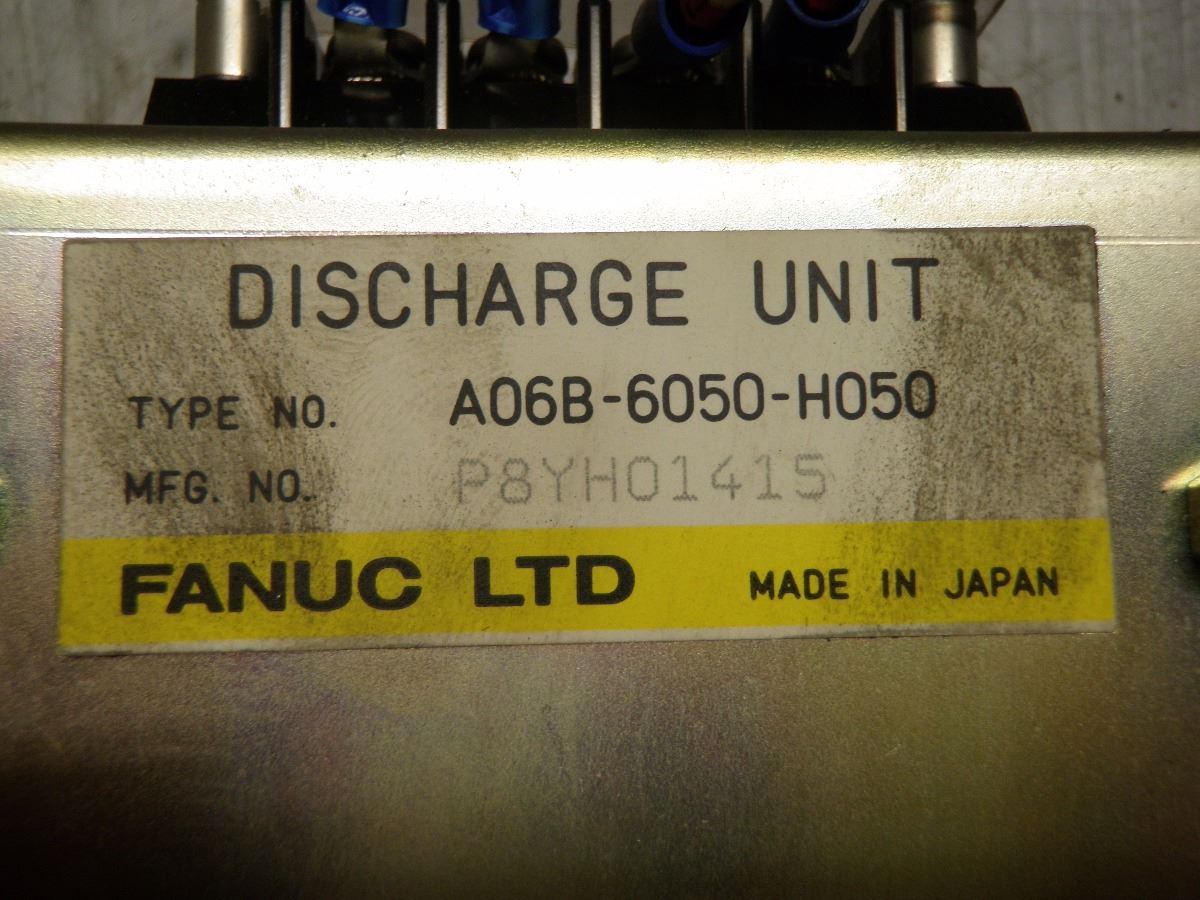 DISCHARGE UNIT
TYPE NO. A06B-6050-H050
MFG. NO. P8YH01415
FANUC LTD MADE IN JAPAN